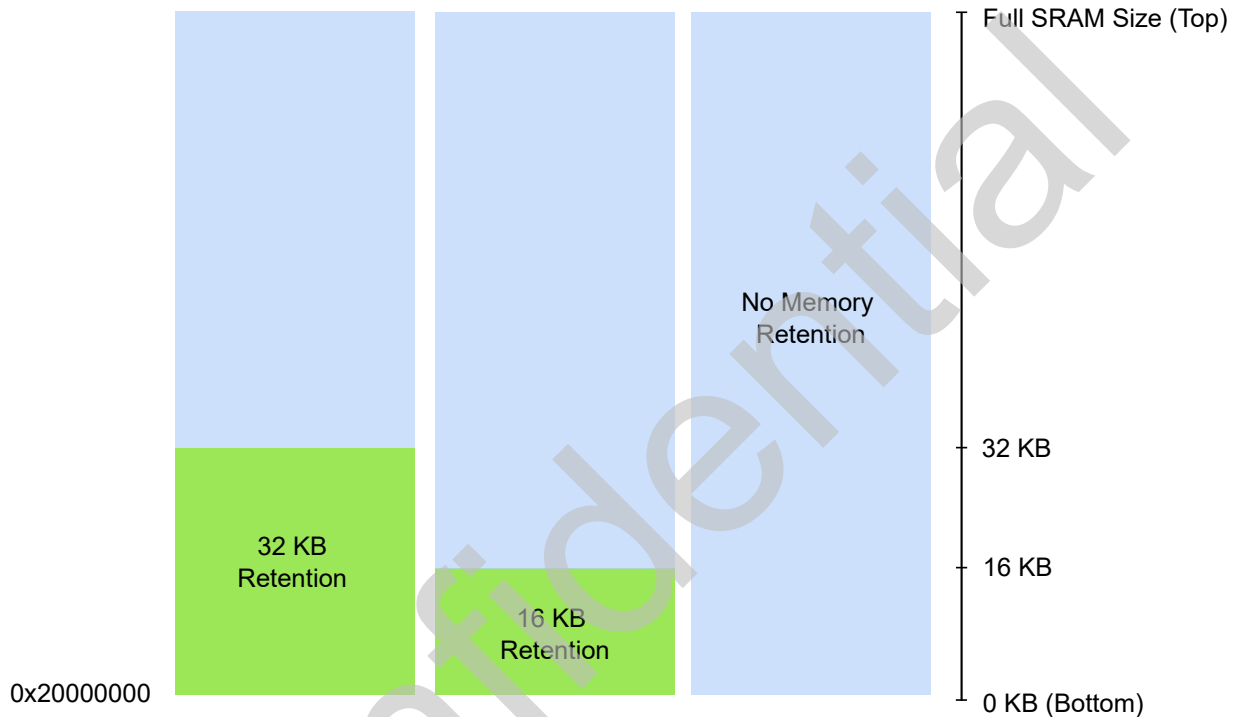 Full SRAM Size (Top)
No Memory
Retention
32 KB
32 KB
Retention
16 KB
16 KB
Retention
0x20000000
0 KB (Bottom)
fidential